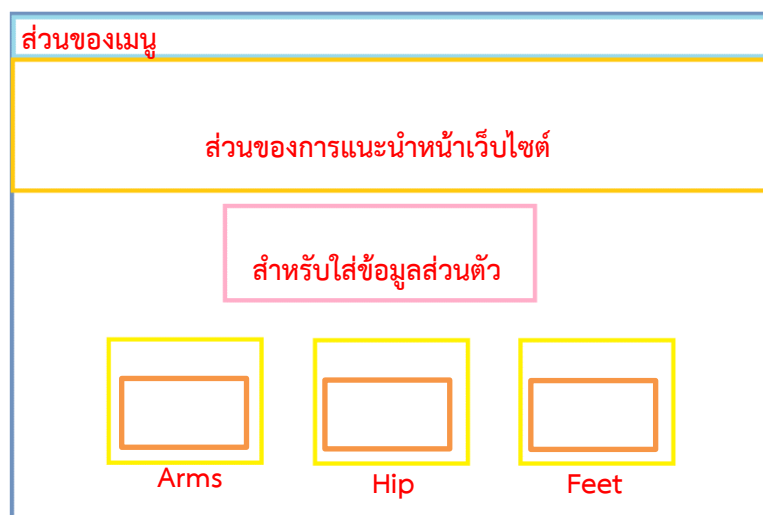 ส่วนของเมนู
ส่วนของการแนะนำหน้าเว็บไซต์
สำหรับใส่ข้อมูลส่วนตัว
Arms
Hip
Feet